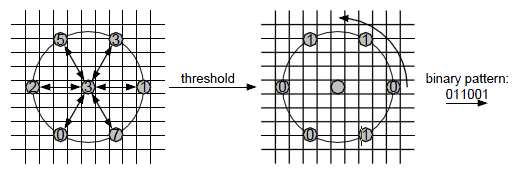 5 3
2 3 1
0 7
threshold
1 1
0 0
0 1
binary pattern:
011001